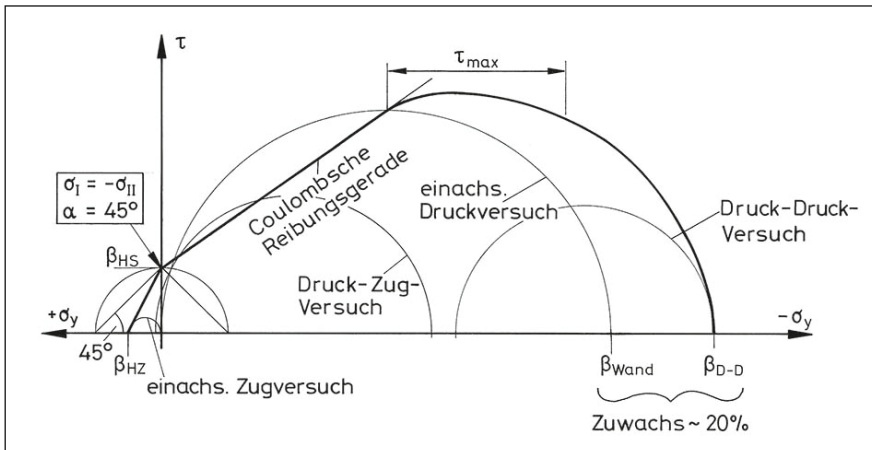 τ
τmax
σI = -σII
α = 45°
Coulombsche
Reibungsgerade
einachs.
Druckversuch
Druck-Druck-
Versuch
βHS
Druck-Zug-
Versuch
+σy
-σy
45°
βHZ
einachs. Zugversuch
βWand
βD-D
Zuwachs ~ 20%